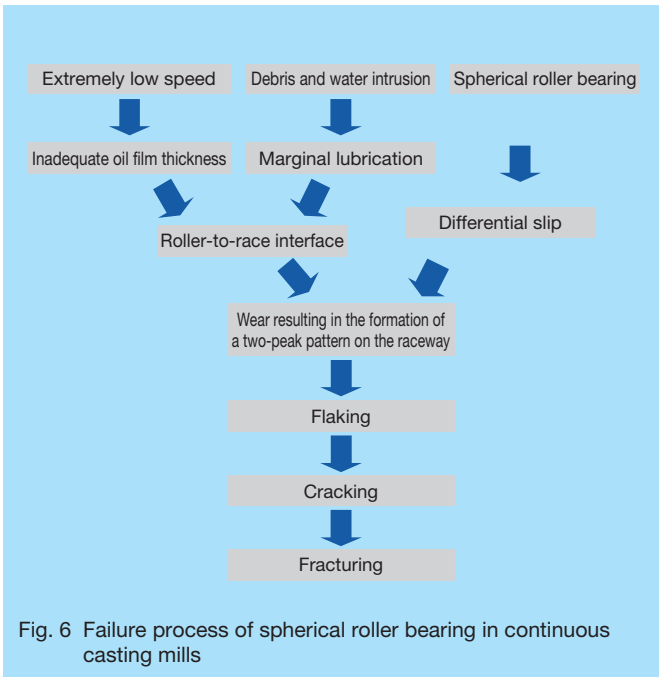 Extremely low speed
Debris and water intrusion
Spherical roller bearing
Inadequate oil film thickness
Marginal lubrication
Differential slip
Roller-to-race interface
Wear resulting in the formation of
a two-peak pattern on the raceway
Flaking
Cracking
Fracturing
Fig. 6 Failure process of spherical roller bearing in continuous
casting mills